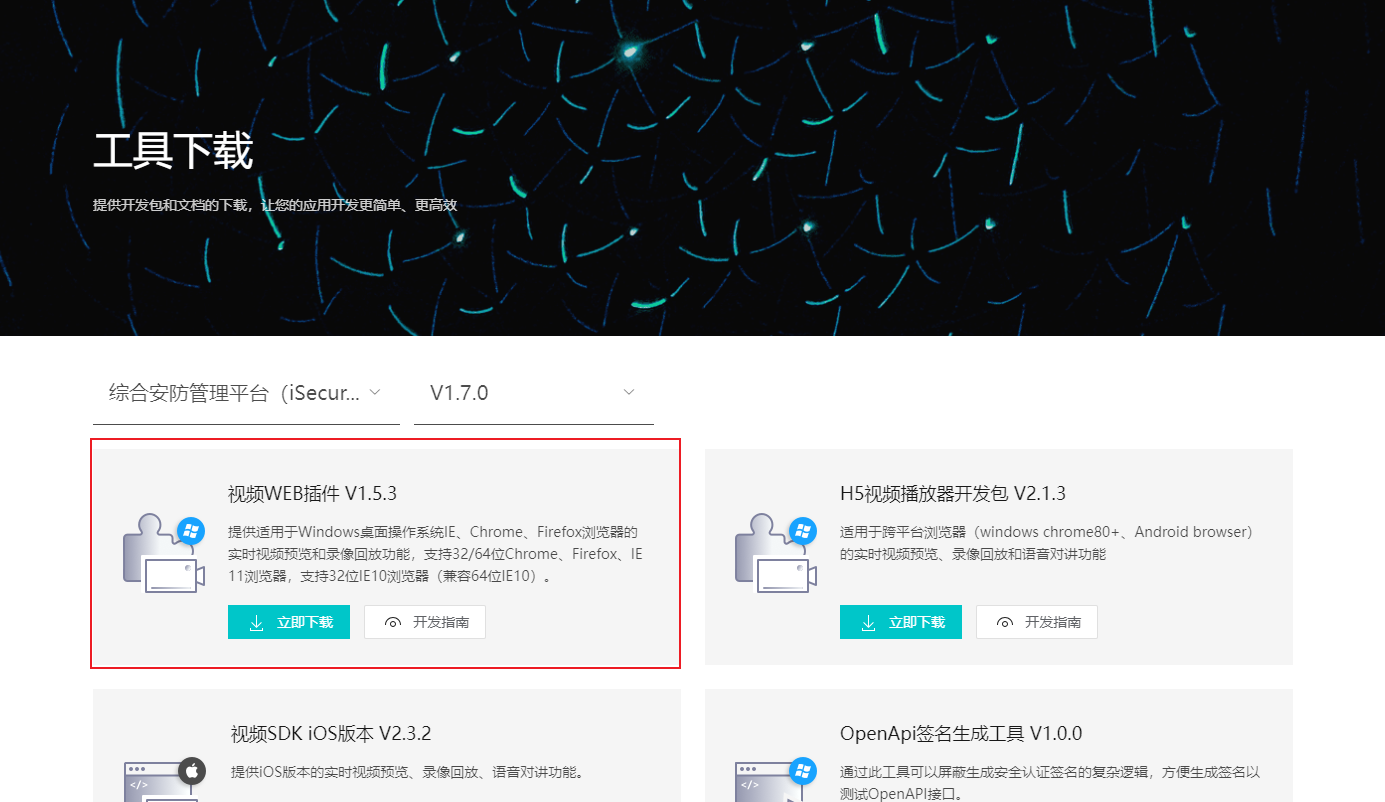 工具下载
提供开发包和文档的下载，让您的应用开发更简单、更高效
综合安防管理平台（iSecur...
V1.7.0
视频WEB插件 V1.5.3
提供适用于Windows桌面操作系统IE、Chrome、Firefox浏览器的
实时视频预览和录像回放功能，支持32/64位Chrome、Firefox、IE
11浏览器，支持32位IE10浏览器（兼容64位IE10）。
立即下载
开发指南
H5视频播放器开发包 V2.1.3
适用于跨平台浏览器（windows chrome80+、Android browser）
的实时视频预览、录像回放和语音对讲功能
立即下载
开发指南
视频SDK iOS版本 V2.3.2
</>
提供iOS版本的实时视频预览、录像回放、语音对讲功能。
OpenApi签名生成工具 V1.0.0
</>
通过此工具可以屏蔽生成安全认证签名的复杂逻辑，方便生成签名以
测试OpenAPI接口。